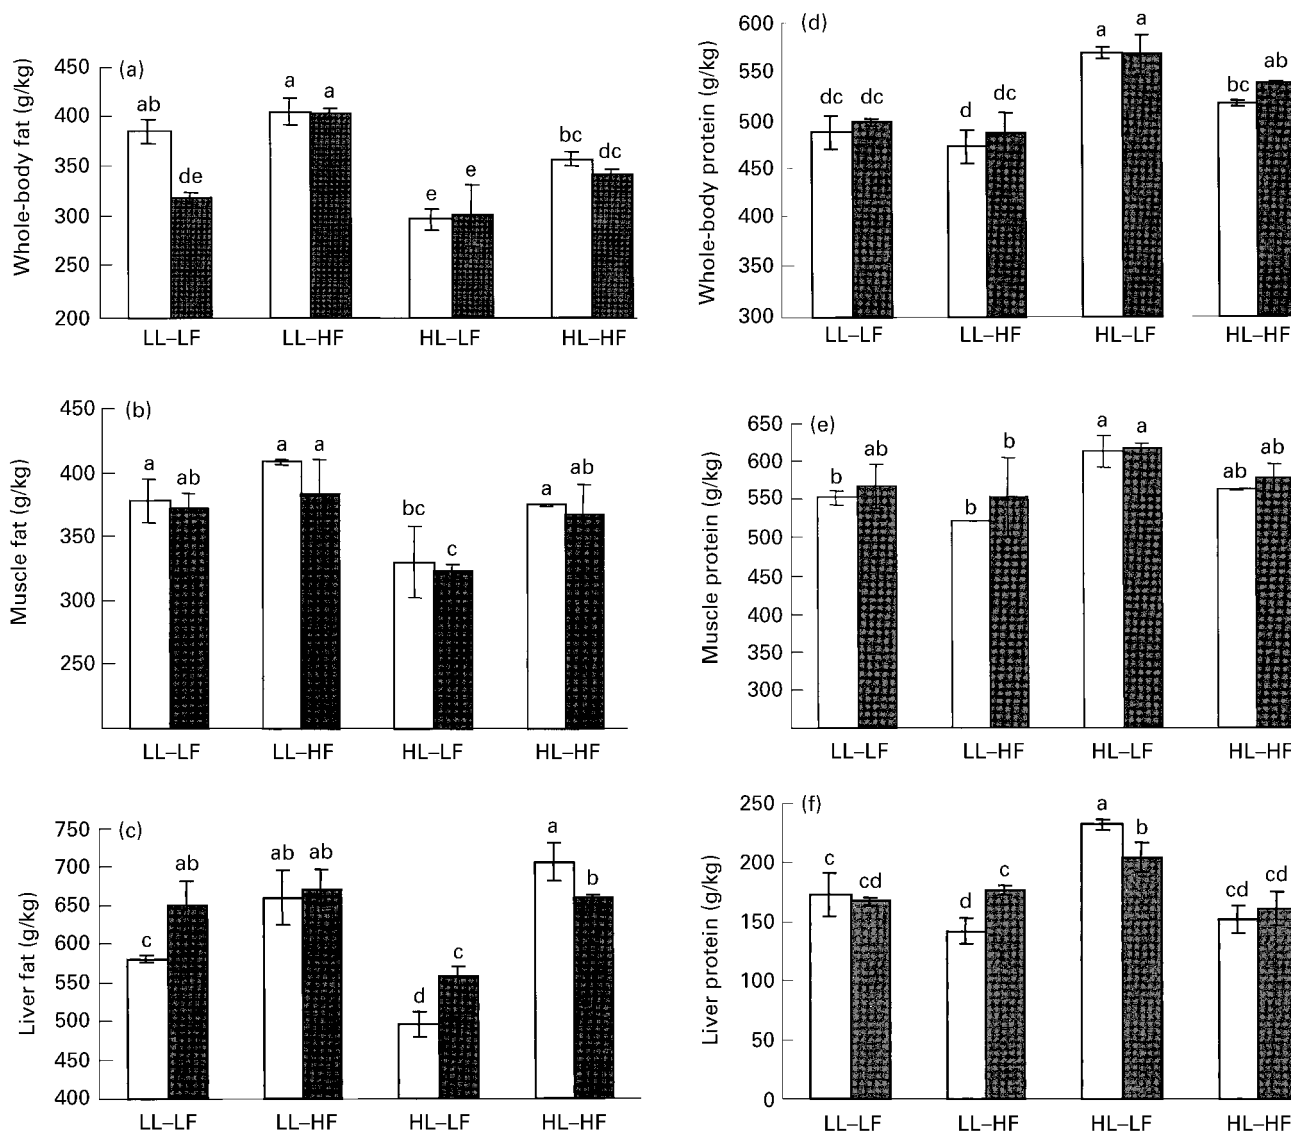 (a)
Whole-body fat (g/kg)
450
400
350
300
250
200
ab
de
a
a
e
e
bc
dc
LL–LF
LL–HF
HL–LF
HL–HF
(d)
Whole-body protein (g/kg)
600
550
500
450
400
350
300
dc
dc
d
dc
a
a
bc
ab
LL–LF
LL–HF
HL–LF
HL–HF
(b)
Muscle fat (g/kg)
450
400
350
300
250
a
ab
a
a
bc
c
a
ab
LL–LF
LL–HF
HL–LF
HL–HF
(e)
Muscle protein (g/kg)
650
600
550
500
450
400
350
300
b
ab
b
b
a
a
ab
ab
LL–LF
LL–HF
HL–LF
HL–HF
(c)
Liver fat (g/kg)
750
700
650
600
550
500
450
400
c
ab
ab
ab
d
c
a
b
LL–LF
LL–HF
HL–LF
HL–HF
(f)
Liver protein (g/kg)
250
200
150
100
50
0
c
cd
d
c
a
b
cd
cd
LL–LF
LL–HF
HL–LF
HL–HF